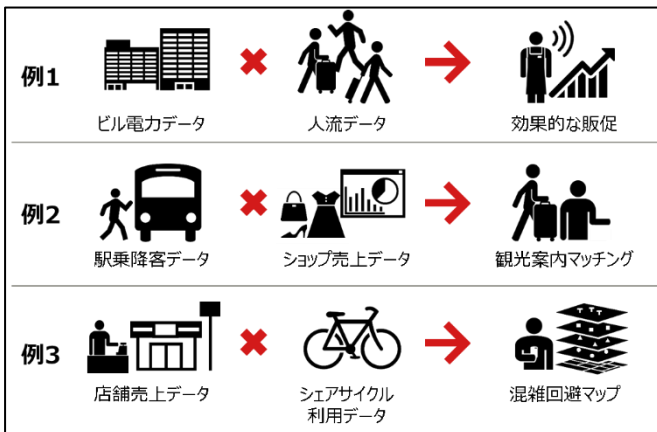 例1
ビル電力データ
人流データ
効果的な販促
例2
駅乗降客データ
ショップ売上データ
観光案内マッチング
例3
店舗売上データ
シェアサイクル
利用データ
混雑回避マップ